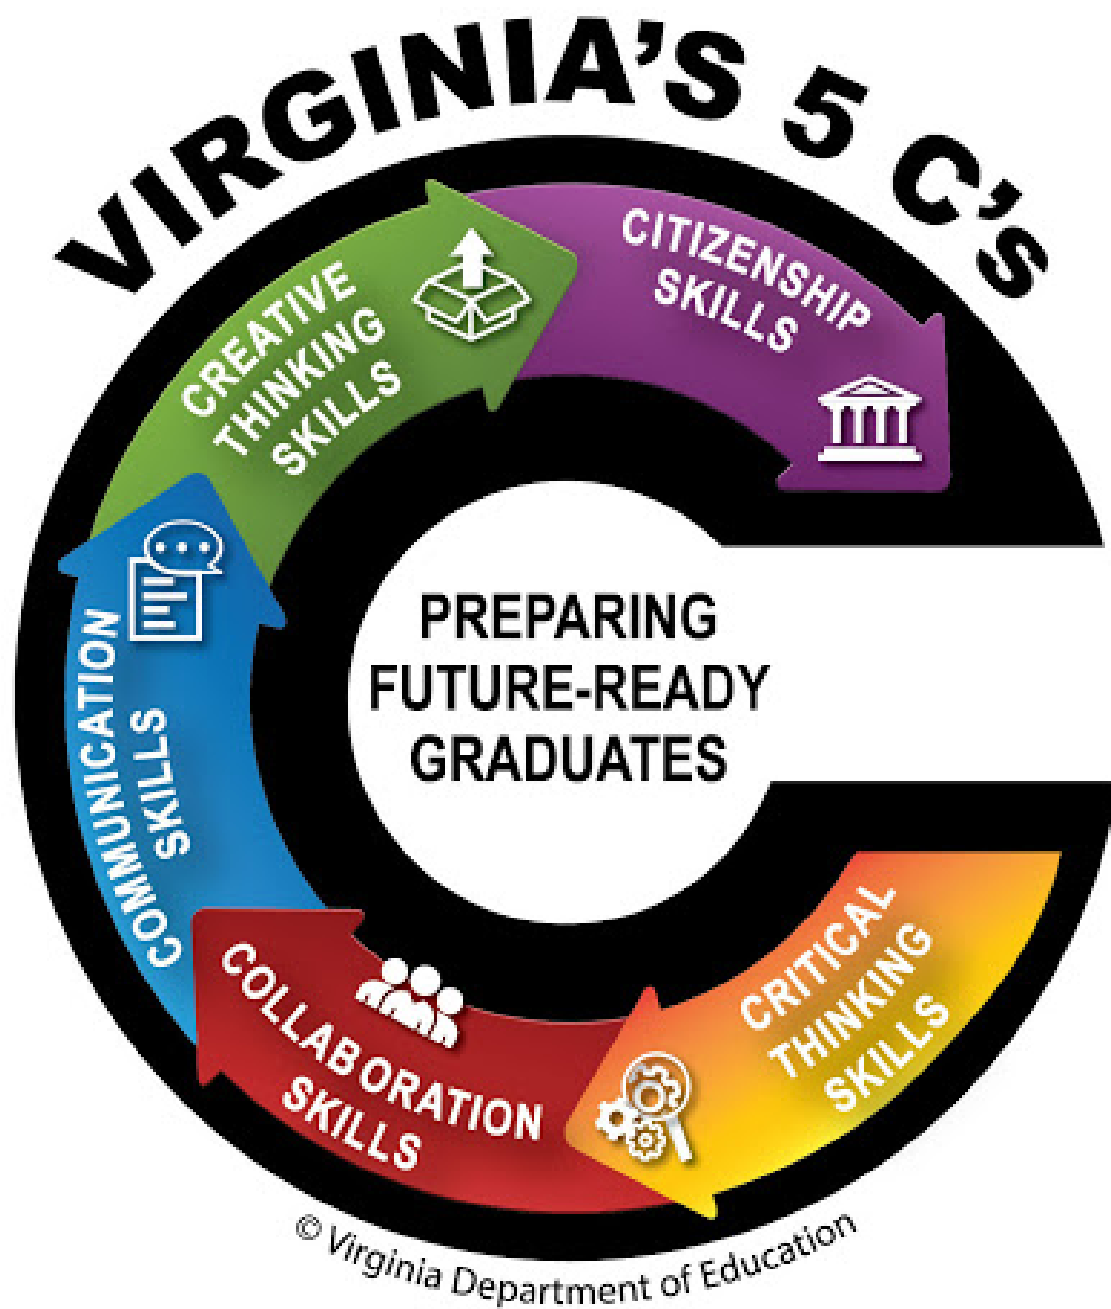 VIRGINIA'S 5 C's
CITIZENSHIP
SKILLS
CREATIVE
THINKING
SKILLS
COMMUNICATION
SKILLS
COLLABORATION
SKILLS
CRITICAL
THINKING
SKILLS
PREPARING
FUTURE-READY
GRADUATES
© Virginia Department of Education